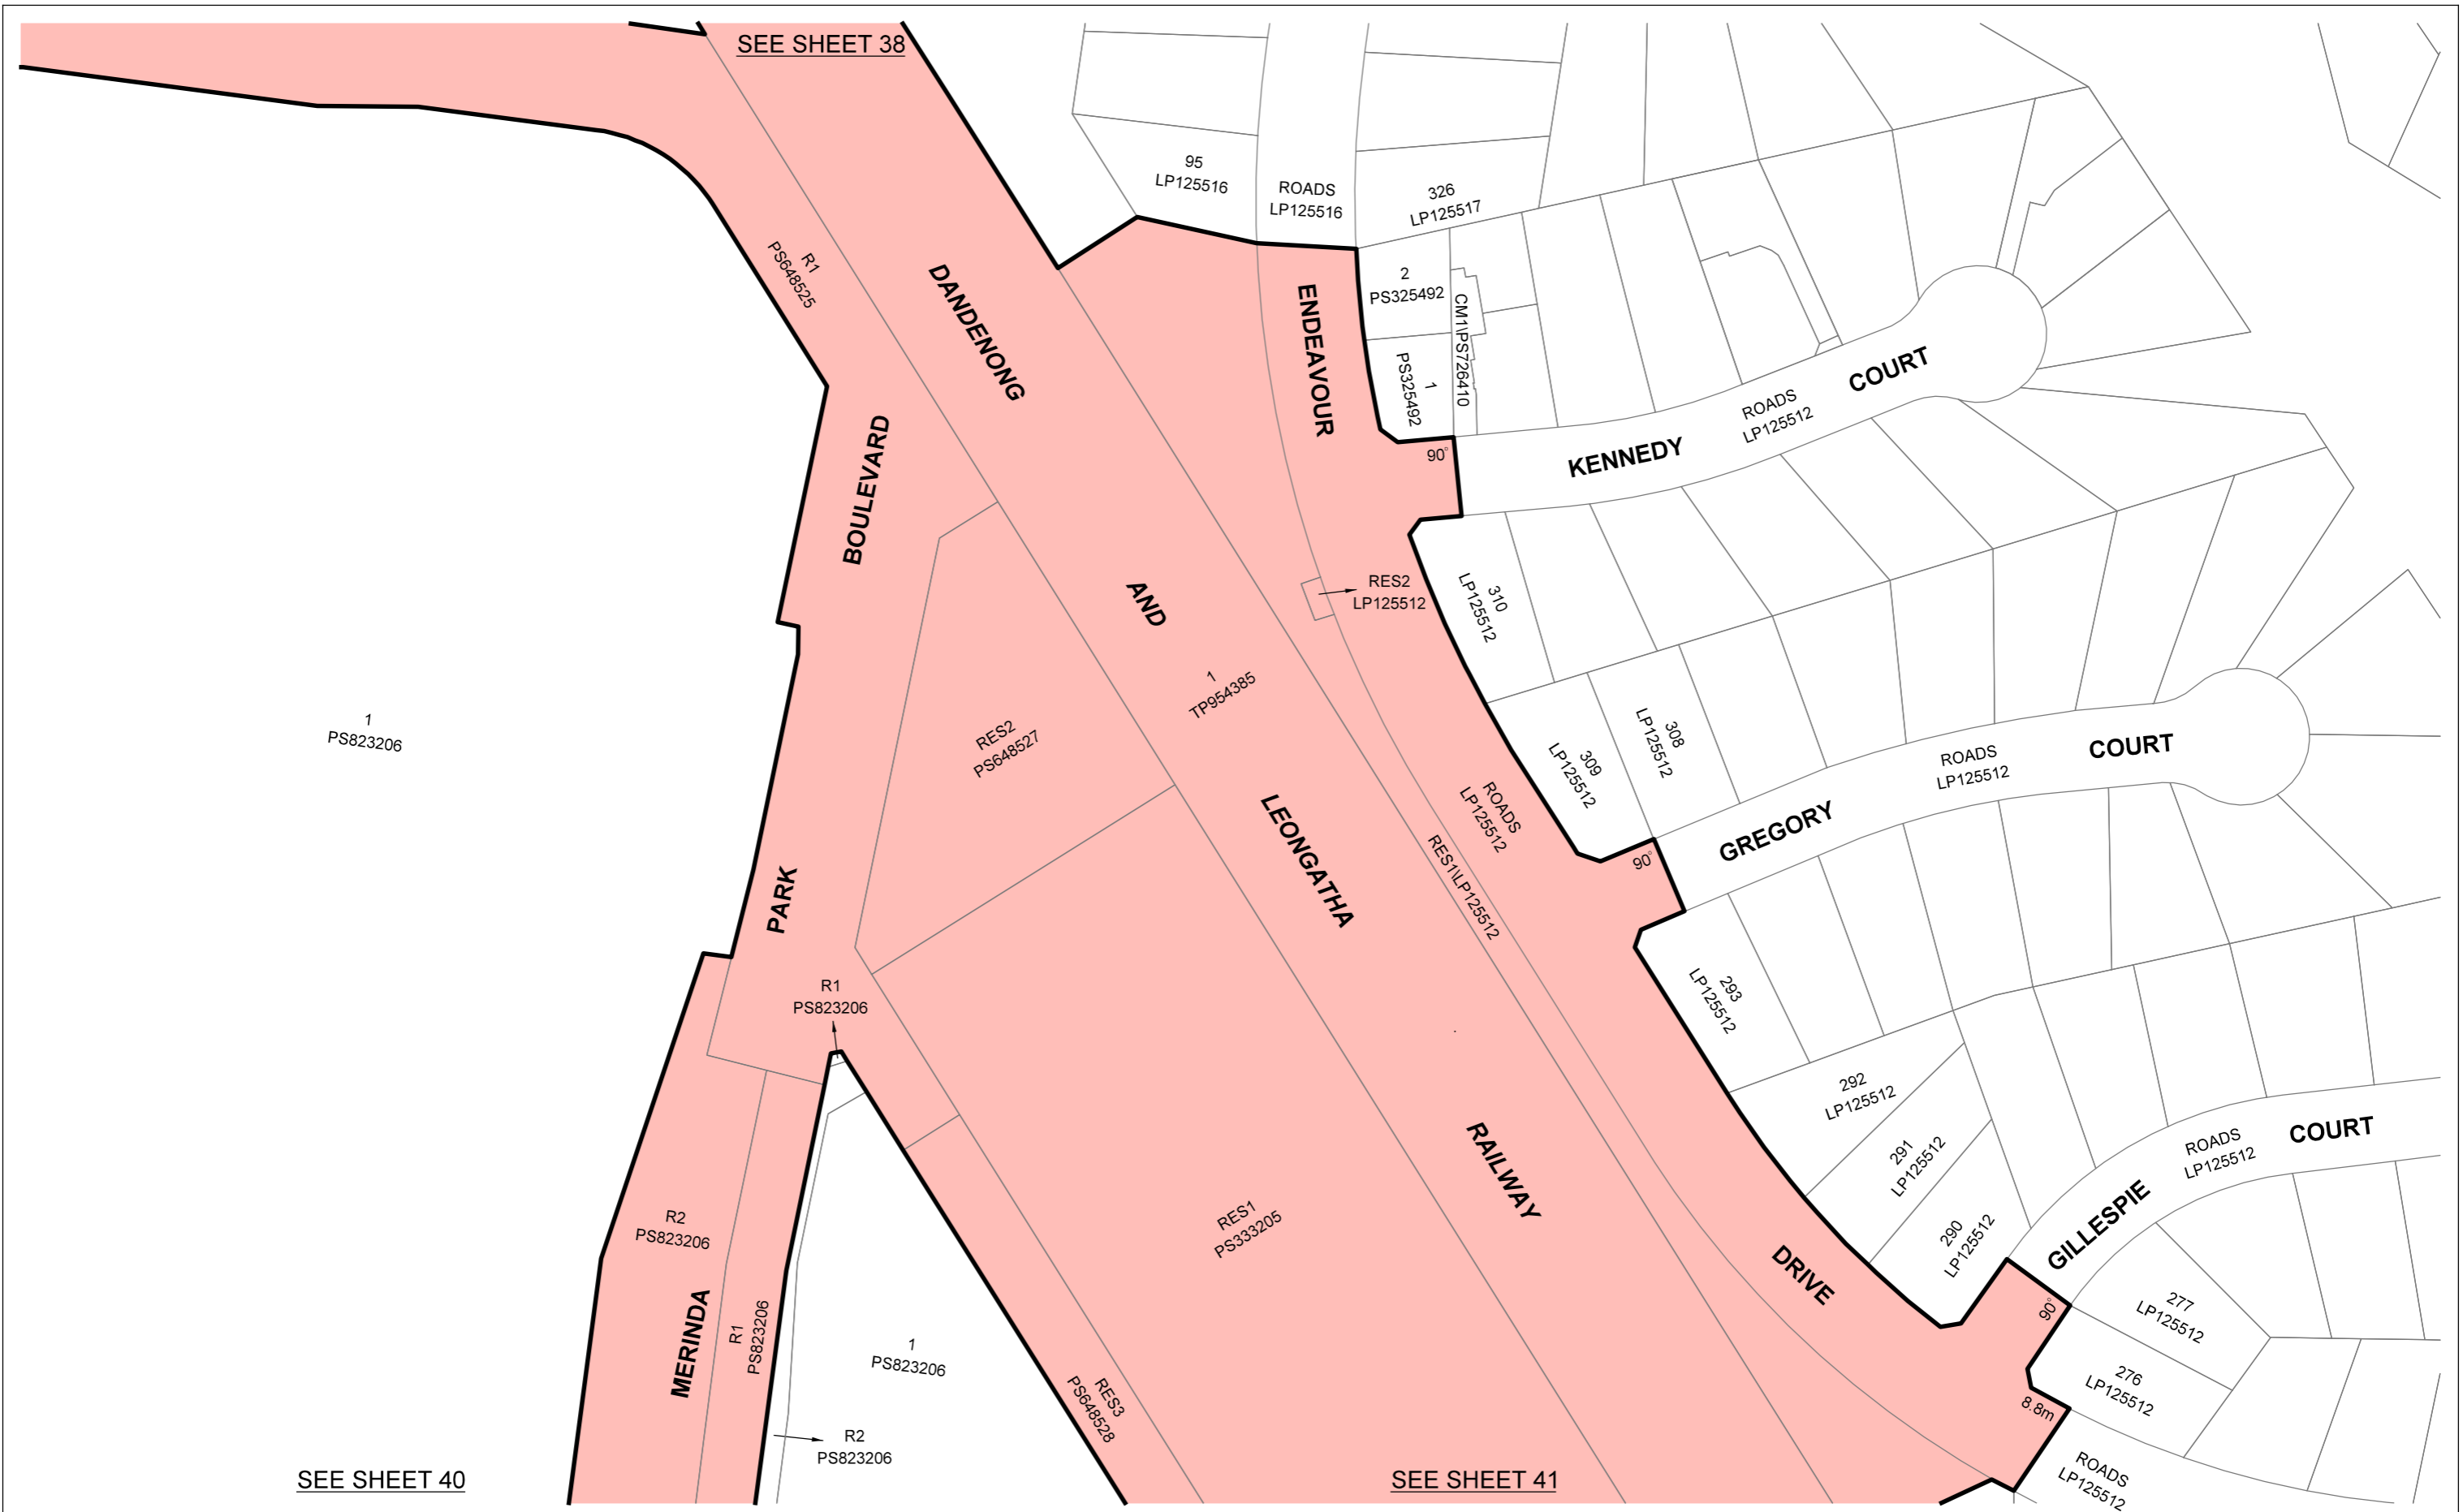 SEE SHEET 38
95
LP125516
ROADS
LP125516
326
LP125517
R1
PS648525
DANDENONG
ENDEAVOUR
2
PS325492
CM1\PS726410
1
PS325492
90°
KENNEDY
COURT
ROADS
LP125512
BOULEVARD
AND
RES2
LP125512
310
LP125512
1
TP954385
1
PS823206
RES2
PS648527
309
LP125512
308
LP125512
ROADS
LP125512
COURT
GREGORY
LEONGATHA
ROADS
LP125512
RES1\LP125512
90°
PARK
R1
PS823206
293
LP125512
292
LP125512
291
LP125512
290
LP125512
ROADS
LP125512
COURT
GILLESPIE
RAILWAY
RES1
PS333205
R2
PS823206
MERINDA
R1
PS823206
1
PS823206
DRIVE
90°
277
LP125512
276
LP125512
8.8m
RES3
PS648528
R2
PS823206
ROADS
LP125512
SEE SHEET 40
SEE SHEET 41